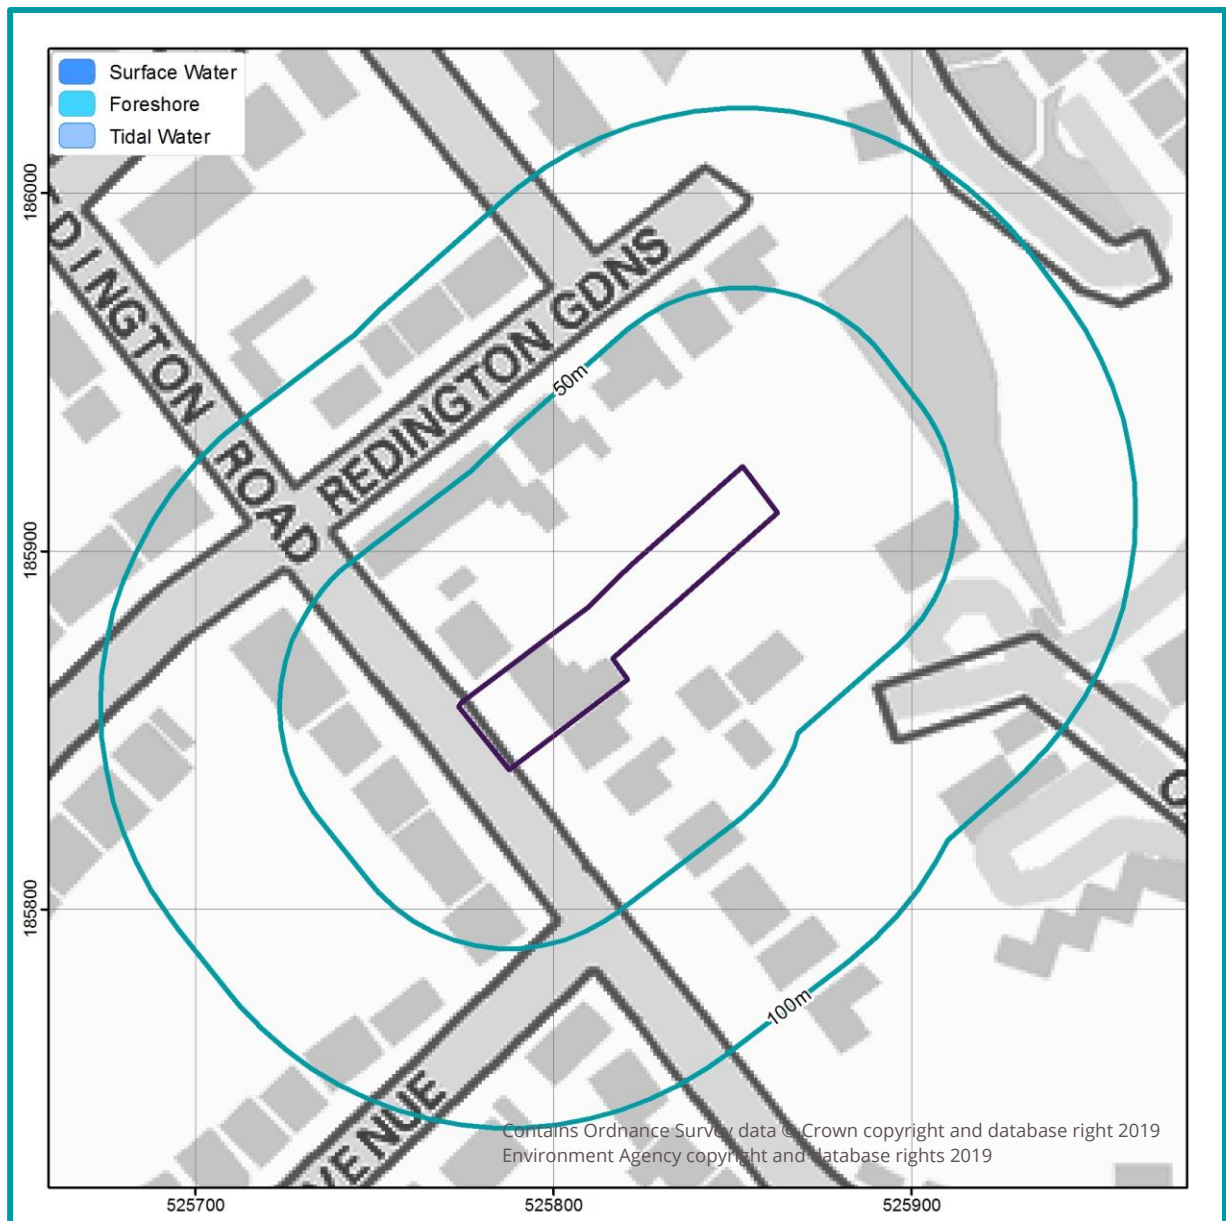 Surface Water
Foreshore
Tidal Water
186000
185900
185800
DINGTON ROAD
REDINGTON GDNS
50m
100m
VENUE
Contains Ordnance Survey data © Crown copyright and database right 2019
Environment Agency copyright and database rights 2019
525700
525800
525900